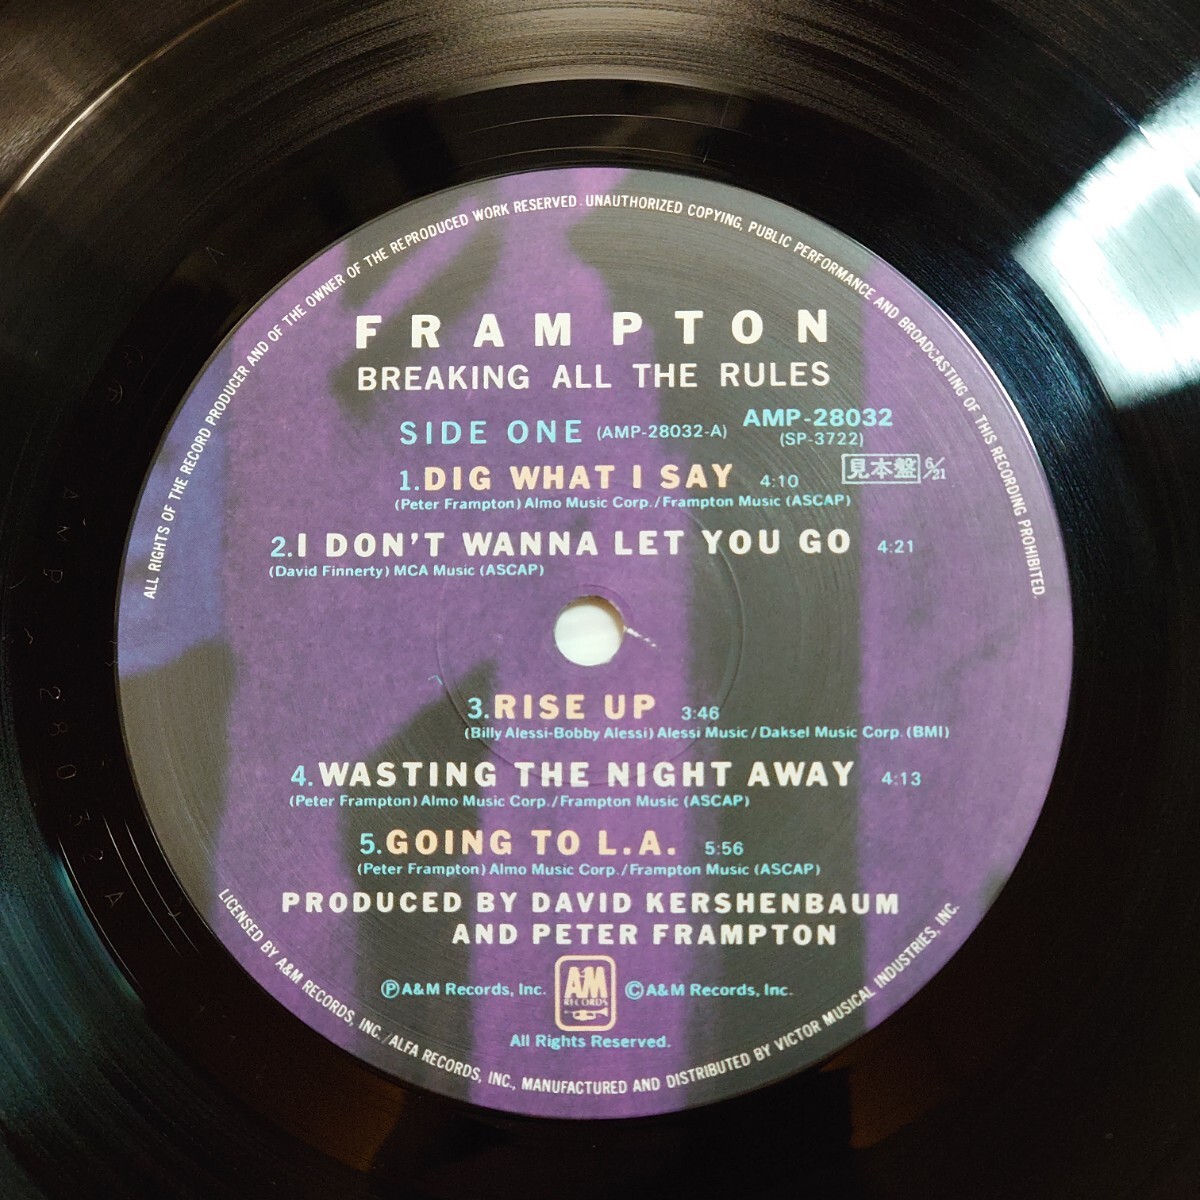 ALL RIGHTS OF THE RECORD PRODUCER AND OF THE OWNER OF THE REPRODUCED WORK RESERVED. UNAUTHORIZED COPYING, PUBLIC PERFORMANCE AND BROADCASTING OF THIS RECORDING PROHIBITED.
FRAMPTON
BREAKING ALL THE RULES
SIDE ONE (AMP-28032-A) AMP-28032
(SP-3722)
1.DIG WHAT I SAY 4:10 見本盤 6/21
(Peter Frampton) Almo Music Corp./Frampton Music (ASCAP)
2.I DON'T WANNA LET YOU GO 4:21
(David Finnerty) MCA Music (ASCAP)
3.RISE UP 3:46
(Billy Alessi-Bobby Alessi) Alessi Music/Daksel Music Corp. (BMI)
4.WASTING THE NIGHT AWAY 4:13
(Peter Frampton) Almo Music Corp./Frampton Music (ASCAP)
5.GOING TO L.A. 5:56
(Peter Frampton) Almo Music Corp./Frampton Music (ASCAP)
PRODUCED BY DAVID KERSHENBAUM
AND PETER FRAMPTON
ⓅA&M Records, Inc. A&M RECORDS ©A&M Records, Inc.
All Rights Reserved.
LICENSED BY A&M RECORDS, INC./ALFA RECORDS, INC., MANUFACTURED AND DISTRIBUTED BY VICTOR MUSICAL INDUSTRIES, INC.